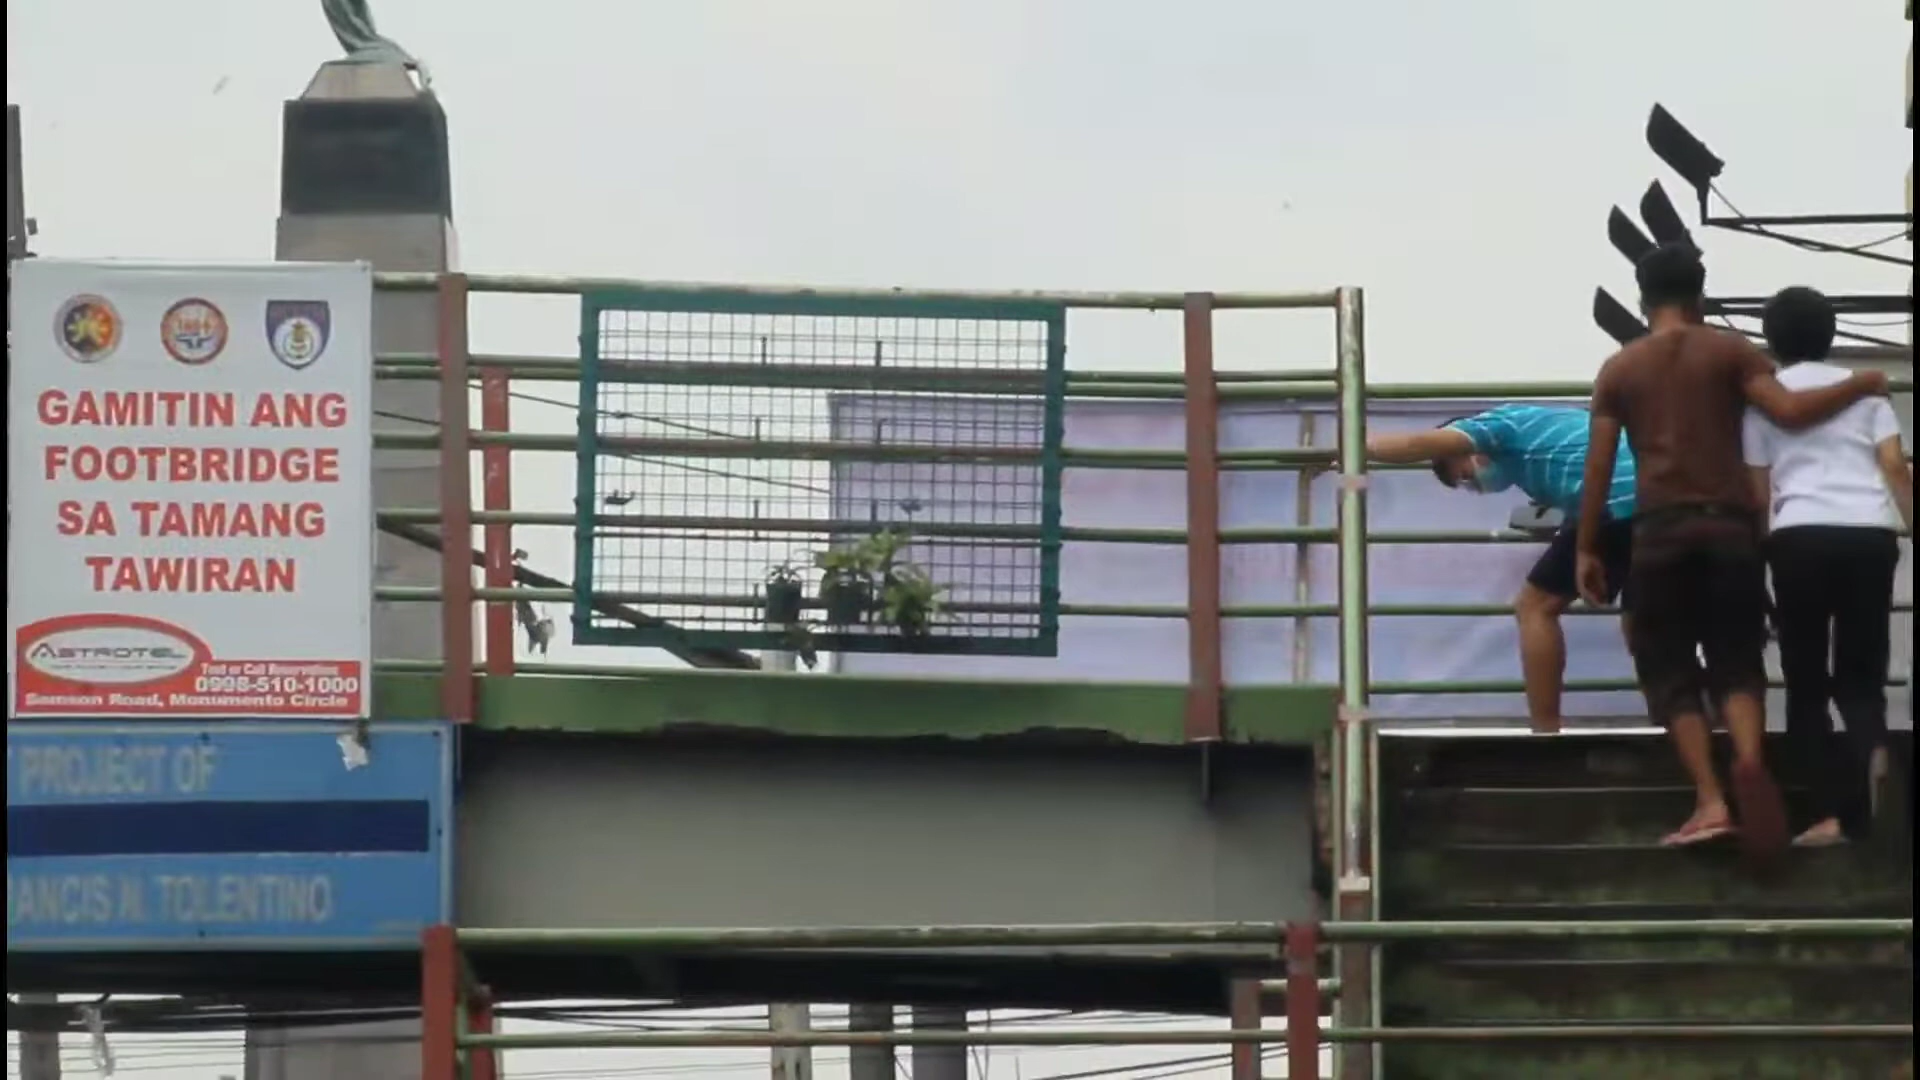 GAMITIN ANG
FOOTBRIDGE
SA TAMANG
TAWIRAN
ASTROTEL
Text or Call Reservations
0998-510-1000
Samson Road, Monumento Circle
PROJECT OF
ANCIS N. TOLENTINO